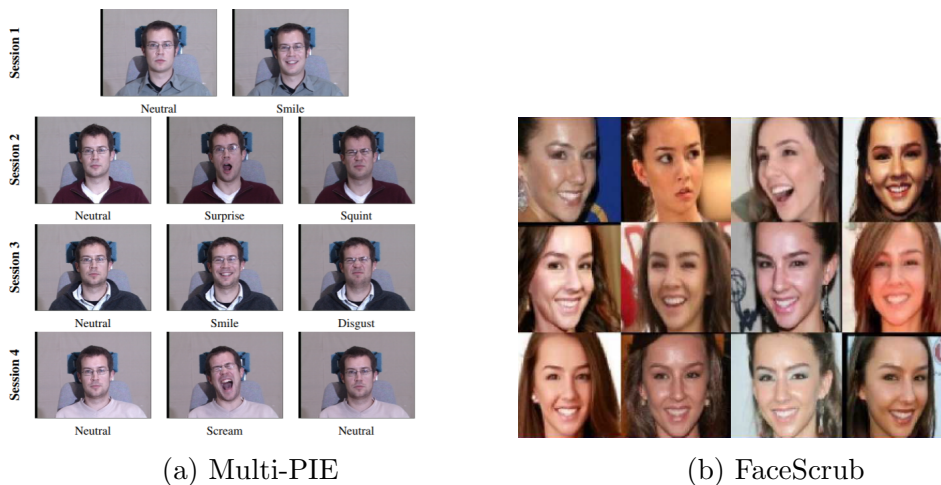 Session 1
Neutral Smile
Session 2
Neutral Surprise Squint
Session 3
Neutral Smile Disgust
Session 4
Neutral Scream Neutral
(a) Multi-PIE (b) FaceScrub